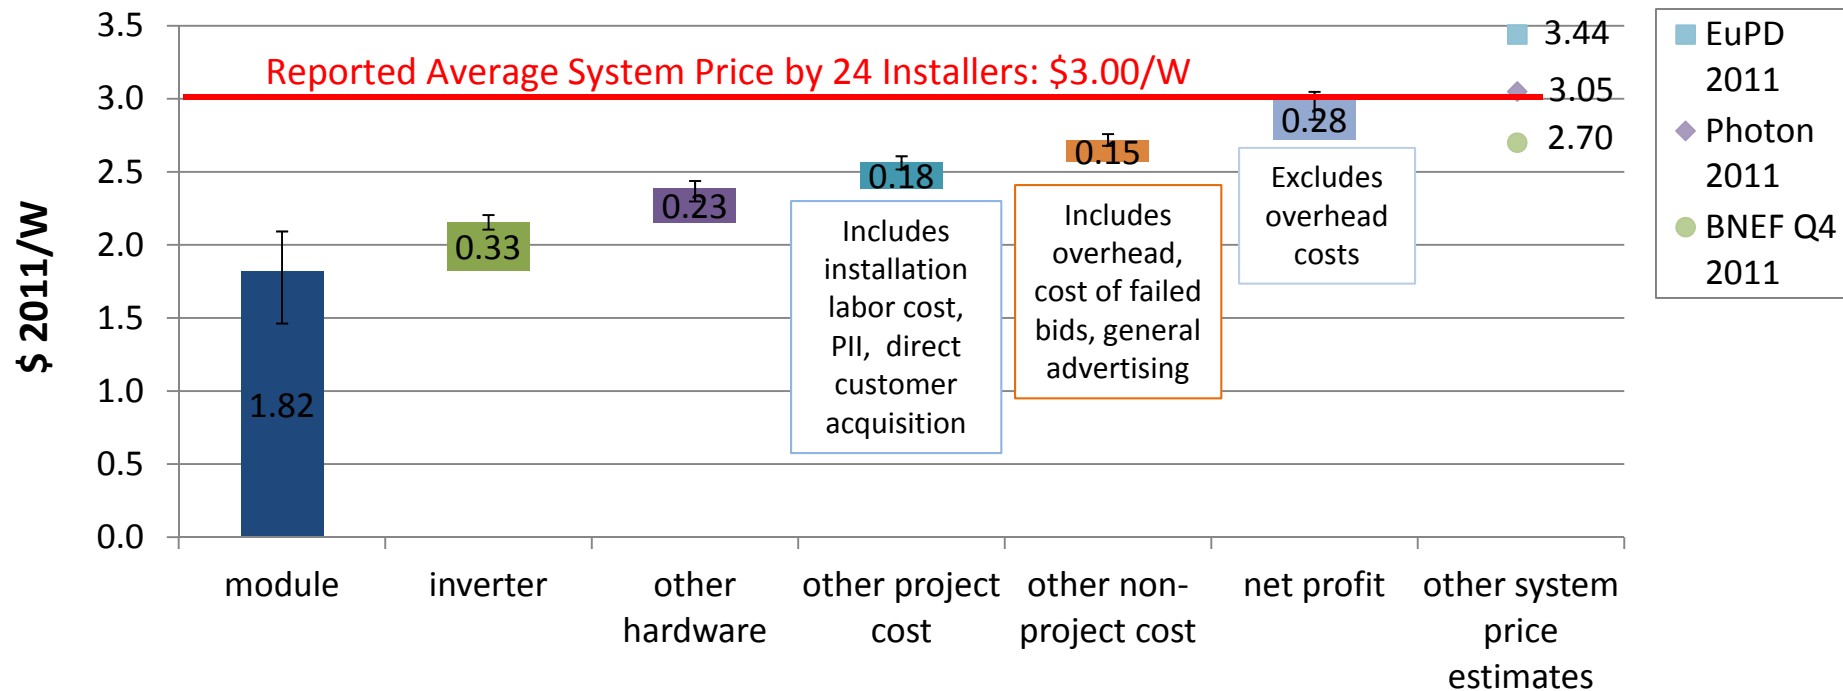 3.5
3.0
2.5
2.0
1.5
1.0
0.5
0.0
$ 2011/W
Reported Average System Price by 24 Installers: $3.00/W
1.82
0.33
0.23
0.18
0.15
0.28
3.44
3.05
2.70
Includes
installation
labor cost,
PII,  direct
customer
acquisition
Includes
overhead,
cost of failed
bids, general
advertising
Excludes
overhead
costs
module
inverter
other
hardware
other project
cost
other non-
project cost
net profit
other system
price
estimates
EuPD
2011
Photon
2011
BNEF Q4
2011